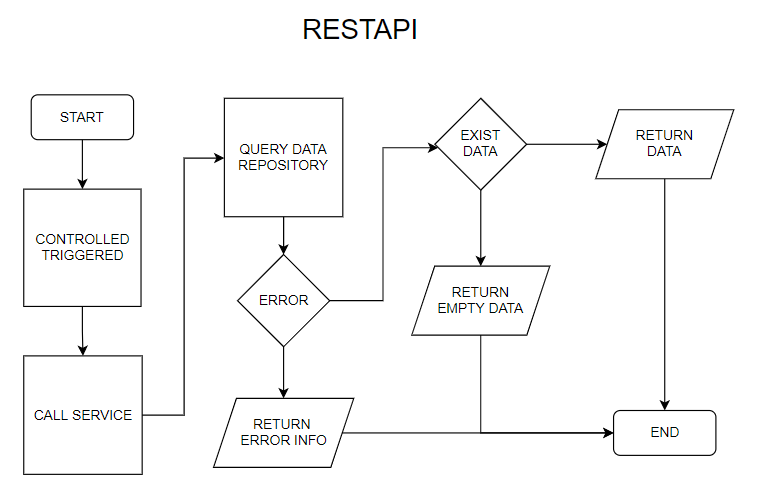 RESTAPI
START
CONTROLLED
TRIGGERED
CALL SERVICE
QUERY DATA
REPOSITORY
ERROR
RETURN
ERROR INFO
EXIST
DATA
RETURN
EMPTY DATA
RETURN
DATA
END